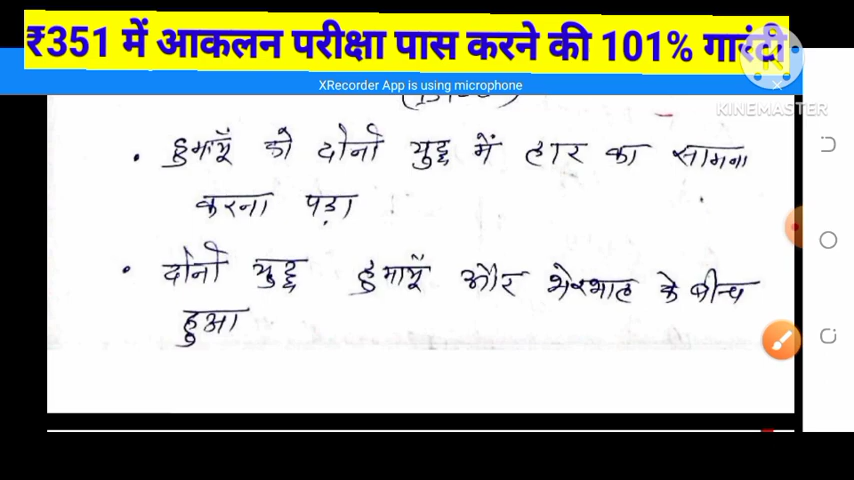 ₹351 में आकलन परीक्षा पास करने की 101% गारंटी
XRecorder App is using microphone
KINEMASTER
• हुमायूँ को दोनो युद्ध में हार का सामना
करना पड़ा
• दोनो युद्ध हुमायूँ और शेरशाह के बीच
हुआ